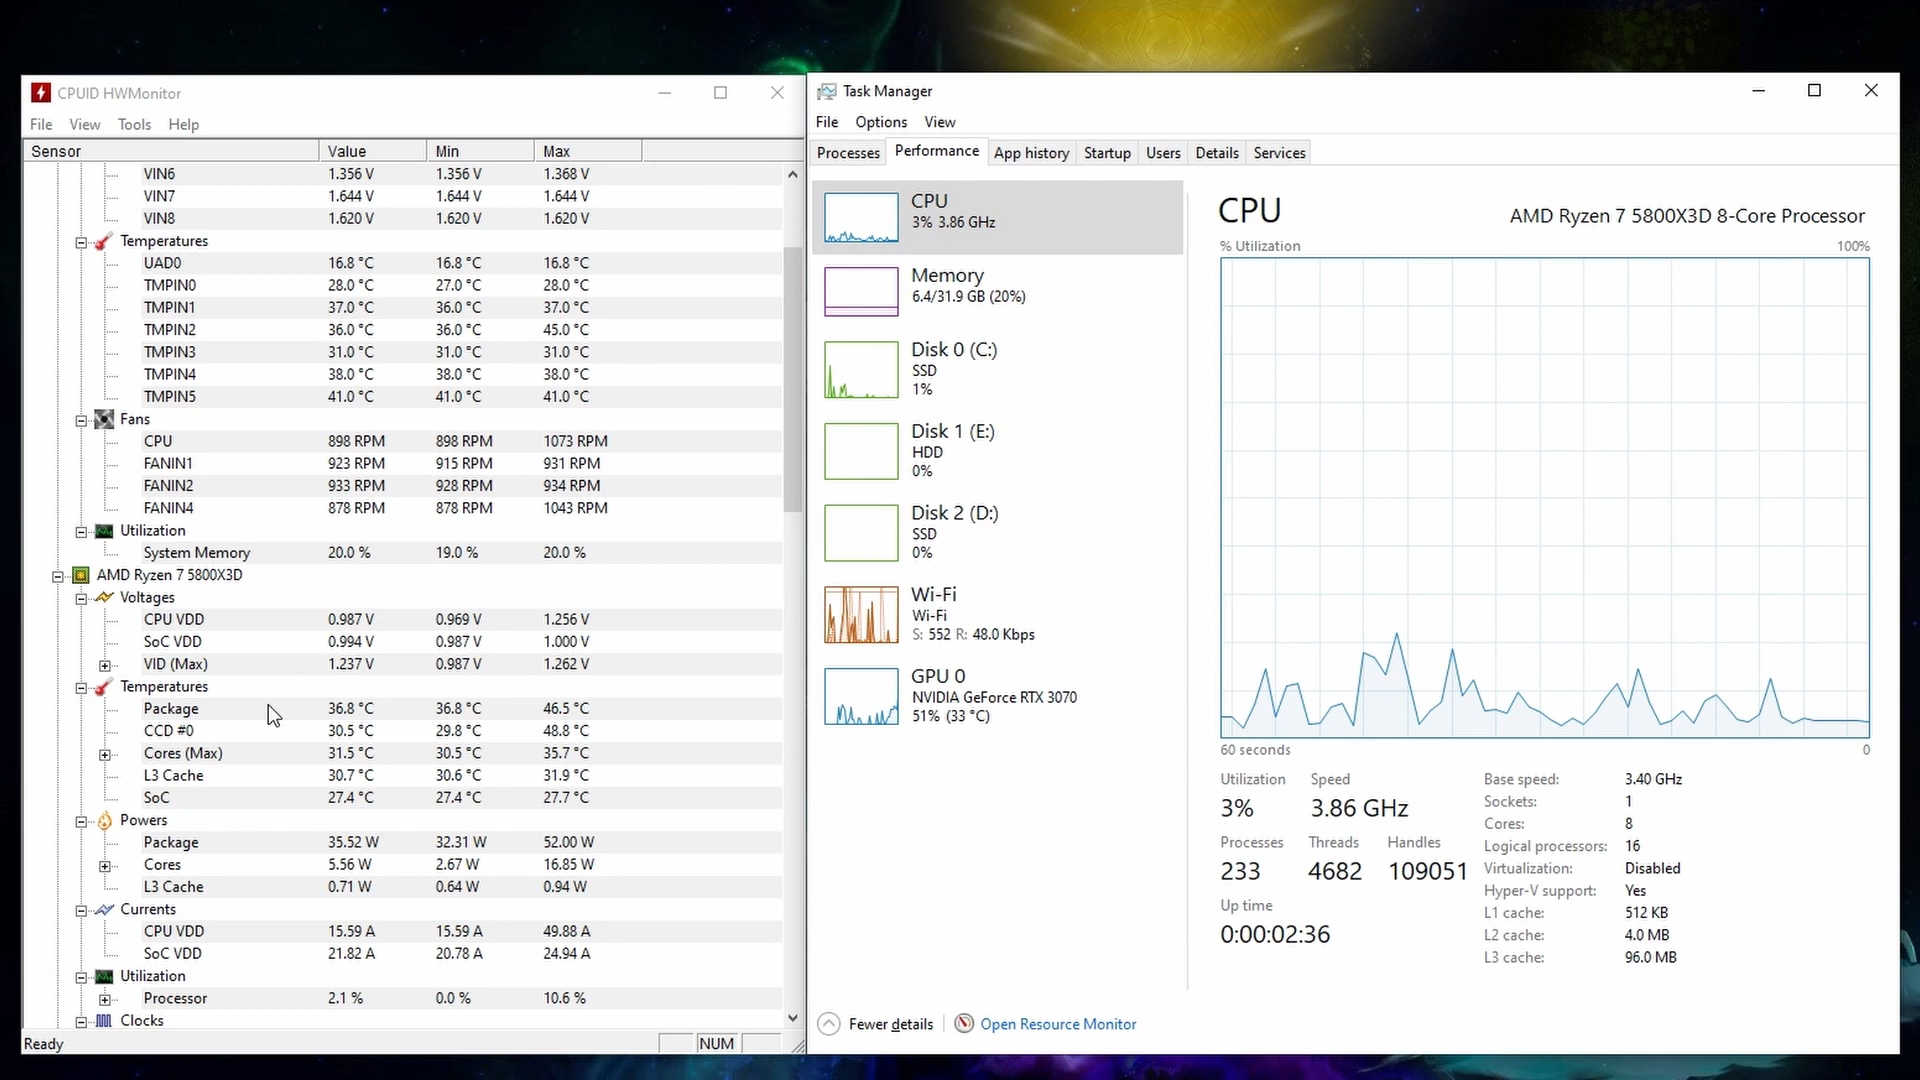 CPUID HWMonitor
File View Tools Help
Sensor Value Min Max
VIN6 1.356 V 1.356 V 1.368 V
VIN7 1.644 V 1.644 V 1.644 V
VIN8 1.620 V 1.620 V 1.620 V
Temperatures
UAD0 16.8 °C 16.8 °C 16.8 °C
TMPIN0 28.0 °C 27.0 °C 28.0 °C
TMPIN1 37.0 °C 36.0 °C 37.0 °C
TMPIN2 36.0 °C 36.0 °C 45.0 °C
TMPIN3 31.0 °C 31.0 °C 31.0 °C
TMPIN4 38.0 °C 38.0 °C 38.0 °C
TMPIN5 41.0 °C 41.0 °C 41.0 °C
Fans
CPU 898 RPM 898 RPM 1073 RPM
FANIN1 923 RPM 915 RPM 931 RPM
FANIN2 933 RPM 928 RPM 934 RPM
FANIN4 878 RPM 878 RPM 1043 RPM
Utilization
System Memory 20.0 % 19.0 % 20.0 %
AMD Ryzen 7 5800X3D
Voltages
CPU VDD 0.987 V 0.969 V 1.256 V
SoC VDD 0.994 V 0.987 V 1.000 V
VID (Max) 1.237 V 0.987 V 1.262 V
Temperatures
Package 36.8 °C 36.8 °C 46.5 °C
CCD #0 30.5 °C 29.8 °C 48.8 °C
Cores (Max) 31.5 °C 30.5 °C 35.7 °C
L3 Cache 30.7 °C 30.6 °C 31.9 °C
SoC 27.4 °C 27.4 °C 27.7 °C
Powers
Package 35.52 W 32.31 W 52.00 W
Cores 5.56 W 2.67 W 16.85 W
L3 Cache 0.71 W 0.64 W 0.94 W
Currents
CPU VDD 15.59 A 15.59 A 49.88 A
SoC VDD 21.82 A 20.78 A 24.94 A
Utilization
Processor 2.1 % 0.0 % 10.6 %
Clocks
Ready NUM
Task Manager
File Options View
Processes Performance App history Startup Users Details Services
CPU
3% 3.86 GHz
Memory
6.4/31.9 GB (20%)
Disk 0 (C:)
SSD
1%
Disk 1 (E:)
HDD
0%
Disk 2 (D:)
SSD
0%
Wi-Fi
Wi-Fi
S: 552 R: 48.0 Kbps
GPU 0
NVIDIA GeForce RTX 3070
51% (33 °C)
CPU AMD Ryzen 7 5800X3D 8-Core Processor
% Utilization 100%
60 seconds 0
Utilization Speed
3% 3.86 GHz
Processes Threads Handles
233 4682 109051
Up time
0:00:02:36
Base speed: 3.40 GHz
Sockets: 1
Cores: 8
Logical processors: 16
Virtualization: Disabled
Hyper-V support: Yes
L1 cache: 512 KB
L2 cache: 4.0 MB
L3 cache: 96.0 MB
Fewer details Open Resource Monitor